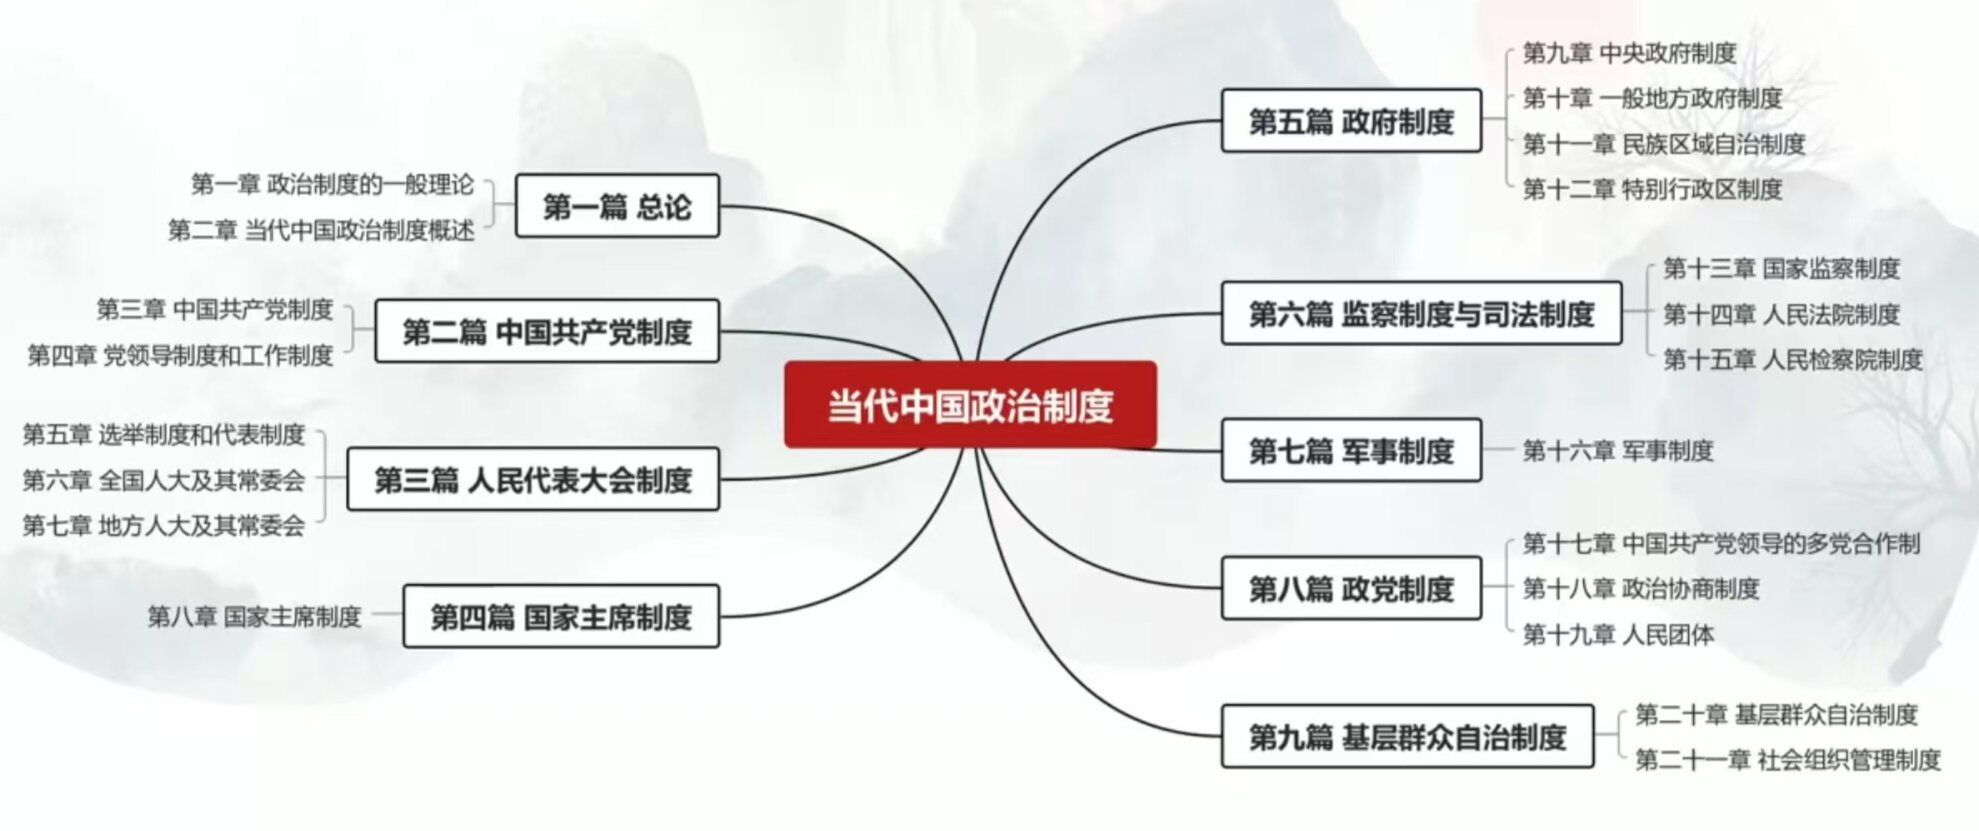 当代中国政治制度
第一篇 总论
第一章 政治制度的一般理论
第二章 当代中国政治制度概述
第二篇 中国共产党制度
第三章 中国共产党制度
第四章 党领导制度和工作制度
第三篇 人民代表大会制度
第五章 选举制度和代表制度
第六章 全国人大及其常委会
第七章 地方人大及其常委会
第四篇 国家主席制度
第八章 国家主席制度
第五篇 政府制度
第九章 中央政府制度
第十章 一般地方政府制度
第十一章 民族区域自治制度
第十二章 特别行政区制度
第六篇 监察制度与司法制度
第十三章 国家监察制度
第十四章 人民法院制度
第十五章 人民检察院制度
第七篇 军事制度
第十六章 军事制度
第八篇 政党制度
第十七章 中国共产党领导的多党合作制
第十八章 政治协商制度
第十九章 人民团体
第九篇 基层群众自治制度
第二十章 基层群众自治制度
第二十一章 社会组织管理制度